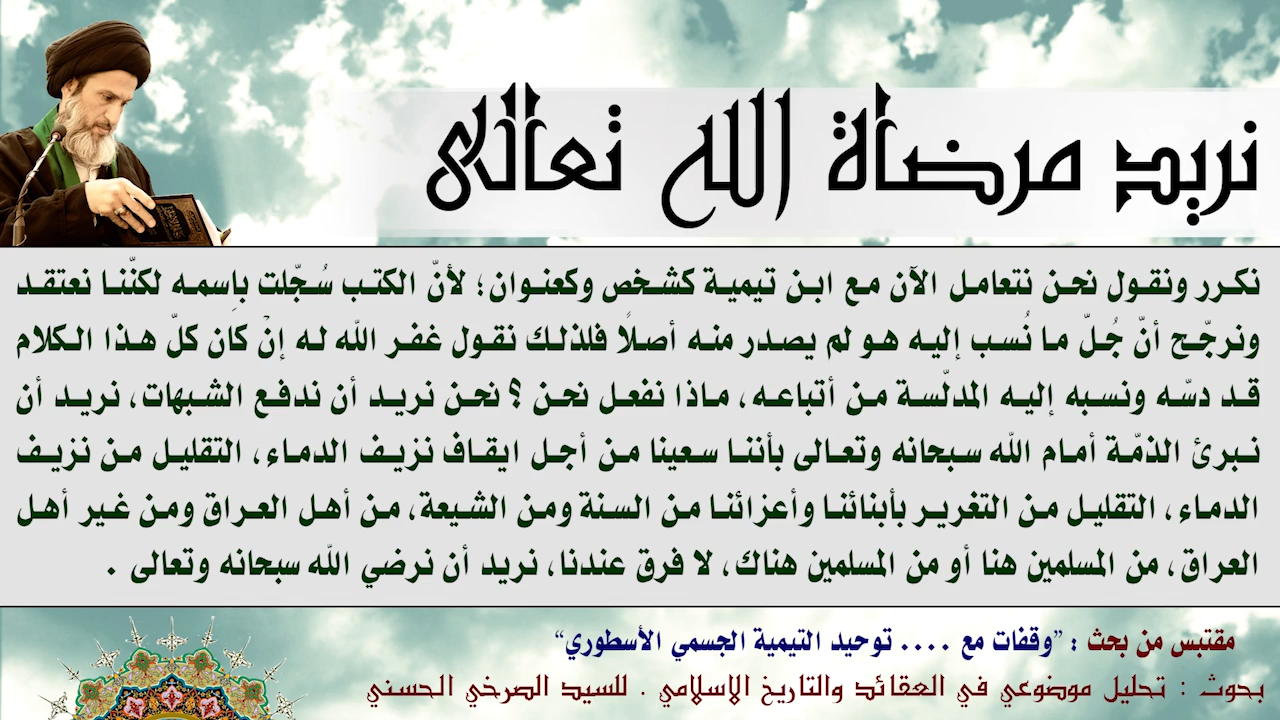 نريد مرضاة الله تعالى
نكرر ونقول نحن نتعامل الآن مع ابن تيمية كشخص وكعنوان؛ لأنّ الكتب سُجّلت بإسمه لكنّنا نعتقد
ونرجّح أنّ جُلّ ما نُسب إليه هو لم يصدر منه أصلاً فلذلك نقول غفر الله له إنْ كان كلّ هذا الكلام
قد دسّه ونسبه إليه المدلّسة من أتباعه، ماذا نفعل نحن ؟ نحن نريد أن ندفع الشبهات، نريد أن
نبرئ الذمّة أمام الله سبحانه وتعالى بأننا سعينا من أجل ايقاف نزيف الدماء، التقليل من نزيف
الدماء، التقليل من التغرير بأبنائنا وأعزائنا من السنة ومن الشيعة، من أهل العراق ومن غير أهل
العراق، من المسلمين هنا أو من المسلمين هناك، لا فرق عندنا، نريد أن نرضي الله سبحانه وتعالى .
مقتبس من بحث : ”وقفات مع .... توحيد التيمية الجسمي الأسطوري“
بحوث : تحليل موضوعي في العقائد والتاريخ الاسلامي . للسيد الصرخي الحسني